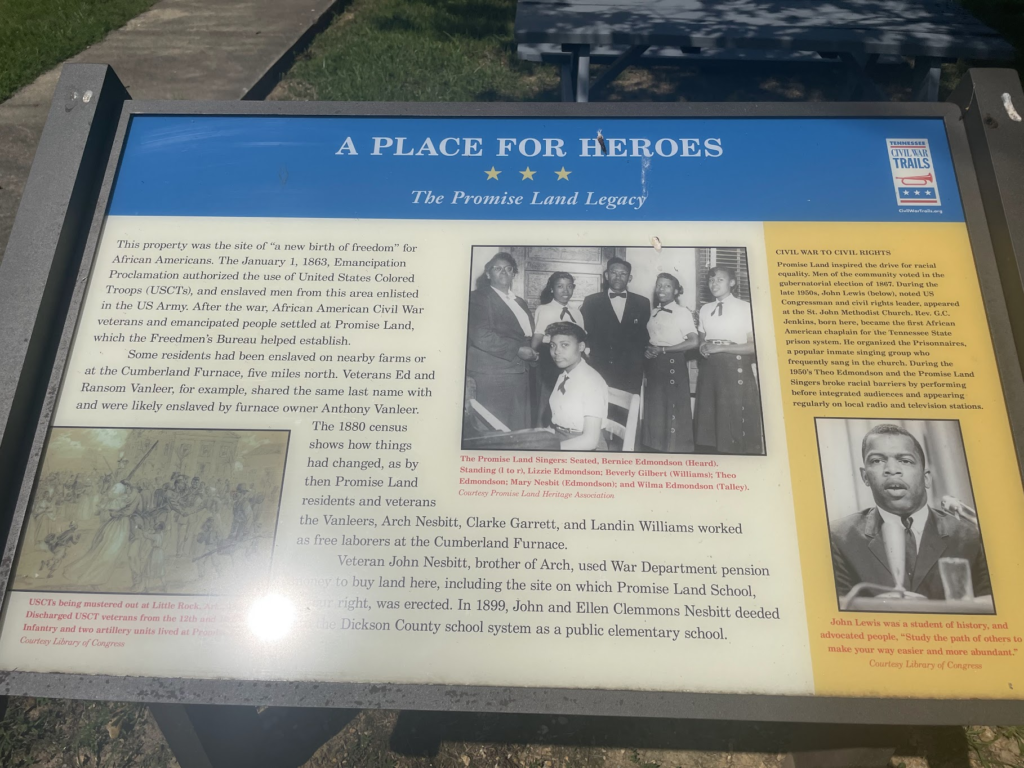 A PLACE FOR HEROES
The Promise Land Legacy
TENNESSEE
CIVIL WAR
TRAILS
CivilWarTrails.org
This property was the site of "a new birth of freedom" for
African Americans. The January 1, 1863, Emancipation
Proclamation authorized the use of United States Colored
Troops (USCTs), and enslaved men from this area enlisted
in the US Army. After the war, African American Civil War
veterans and emancipated people settled at Promise Land,
which the Freedmen's Bureau helped establish.
Some residents had been enslaved on nearby farms or
at the Cumberland Furnace, five miles north. Veterans Ed and
Ransom Vanleer, for example, shared the same last name with
and were likely enslaved by furnace owner Anthony Vanleer.
The 1880 census
shows how things
had changed, as by
then Promise Land
residents and veterans
the Vanleers, Arch Nesbitt, Clarke Garrett, and Landin Williams worked
as free laborers at the Cumberland Furnace.
Veteran John Nesbitt, brother of Arch, used War Department pension
money to buy land here, including the site on which Promise Land School,
right, was erected. In 1899, John and Ellen Clemmons Nesbitt deeded
the Dickson County school system as a public elementary school.
USCTs being mustered out at Little Rock,
Discharged USCT veterans from the 12th
Infantry and two artillery units lived at
Courtesy Library of Congress
The Promise Land Singers: Seated, Bernice Edmondson (Heard).
Standing (l to r), Lizzie Edmondson; Beverly Gilbert (Williams); Theo
Edmondson; Mary Nesbit (Edmondson); and Wilma Edmondson (Talley).
Courtesy Promise Land Heritage Association
CIVIL WAR TO CIVIL RIGHTS
Promise Land inspired the drive for racial
equality. Men of the community voted in the
gubernatorial election of 1867. During the
late 1950s, John Lewis (below), noted US
Congressman and civil rights leader, appeared
at the St. John Methodist Church. Rev. G.C.
Jenkins, born here, became the first African
American chaplain for the Tennessee State
prison system. He organized the Prisonnaires,
a popular inmate singing group who
frequently sang in the church. During the
1950's Theo Edmondson and the Promise Land
Singers broke racial barriers by performing
before integrated audiences and appearing
regularly on local radio and television stations.
John Lewis was a student of history, and
advocated people, "Study the path of others to
make your way easier and more abundant."
Courtesy Library of Congress